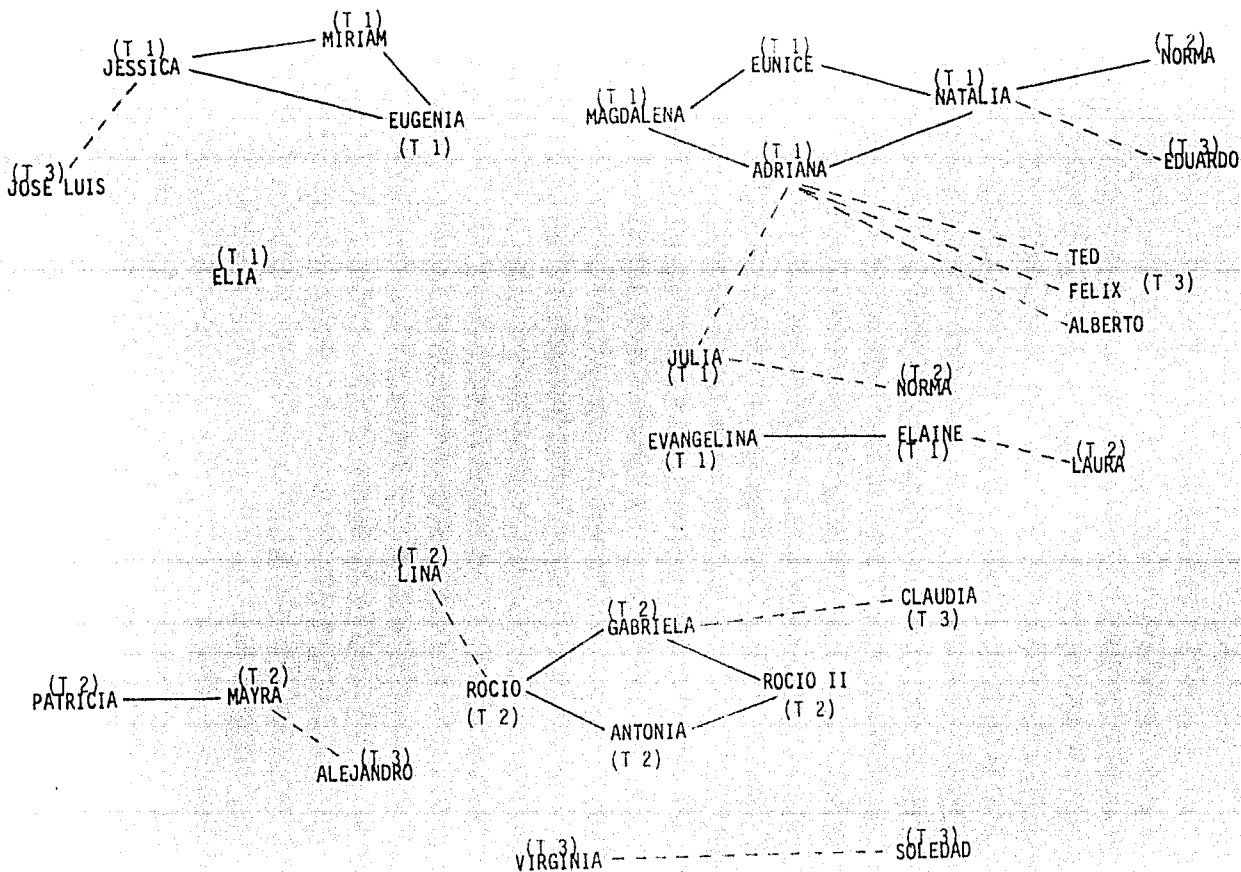 (T 1)
MIRIAM
(T 1)
JESSICA
EUGENIA
(T 1)
(T 3)
JOSE LUIS
(T 1)
ELIA
(T 1)
EUNICE
(T 2)
NORMA
(T 1)
NATALIA
(T 1)
MAGDALENA
(T 1)
ADRIANA
(T 3)
EDUARDO
TED
FELIX (T 3)
ALBERTO
JULIA
(T 1)
(T 2)
NORMA
EVANGELINA
(T 1)
ELAINE
(T 1)
(T 2)
LAURA
(T 2)
LINA
(T 2)
GABRIELA
CLAUDIA
(T 3)
(T 2)
PATRICIA
(T 2)
MAYRA
ROCIO
(T 2)
ROCIO II
(T 2)
ANTONIA
(T 2)
(T 3)
ALEJANDRO
(T 3)
VIRGINIA
(T 3)
SOLEDAD